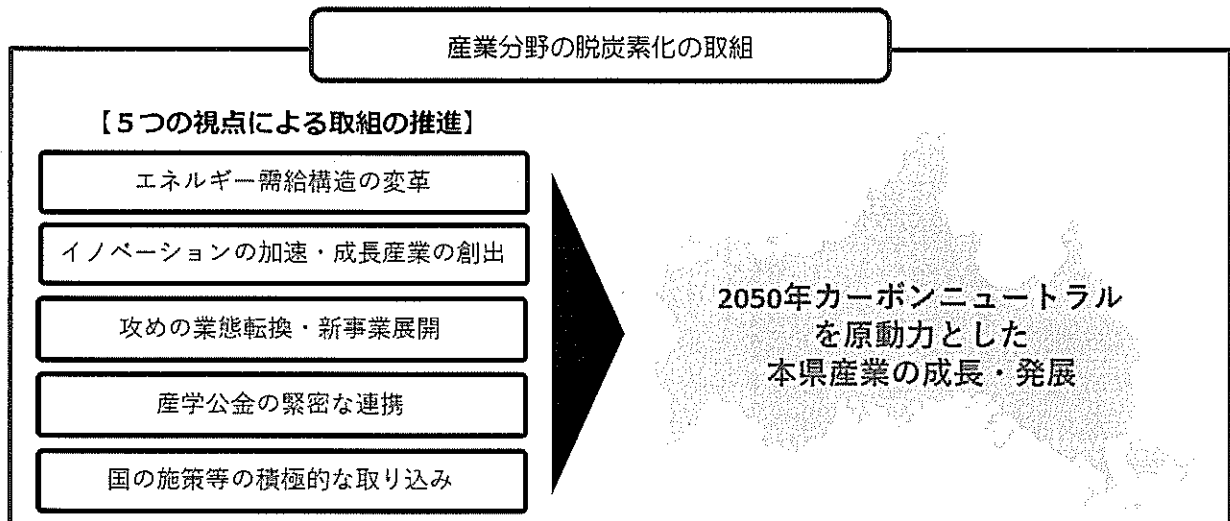 産業分野の脱炭素化の取組
【５つの視点による取組の推進】
エネルギー需給構造の変革
イノベーションの加速・成長産業の創出
攻めの業態転換・新事業展開
産学公金の緊密な連携
国の施策等の積極的な取り込み
2050年カーボンニュートラル
を原動力とした
本県産業の成長・発展